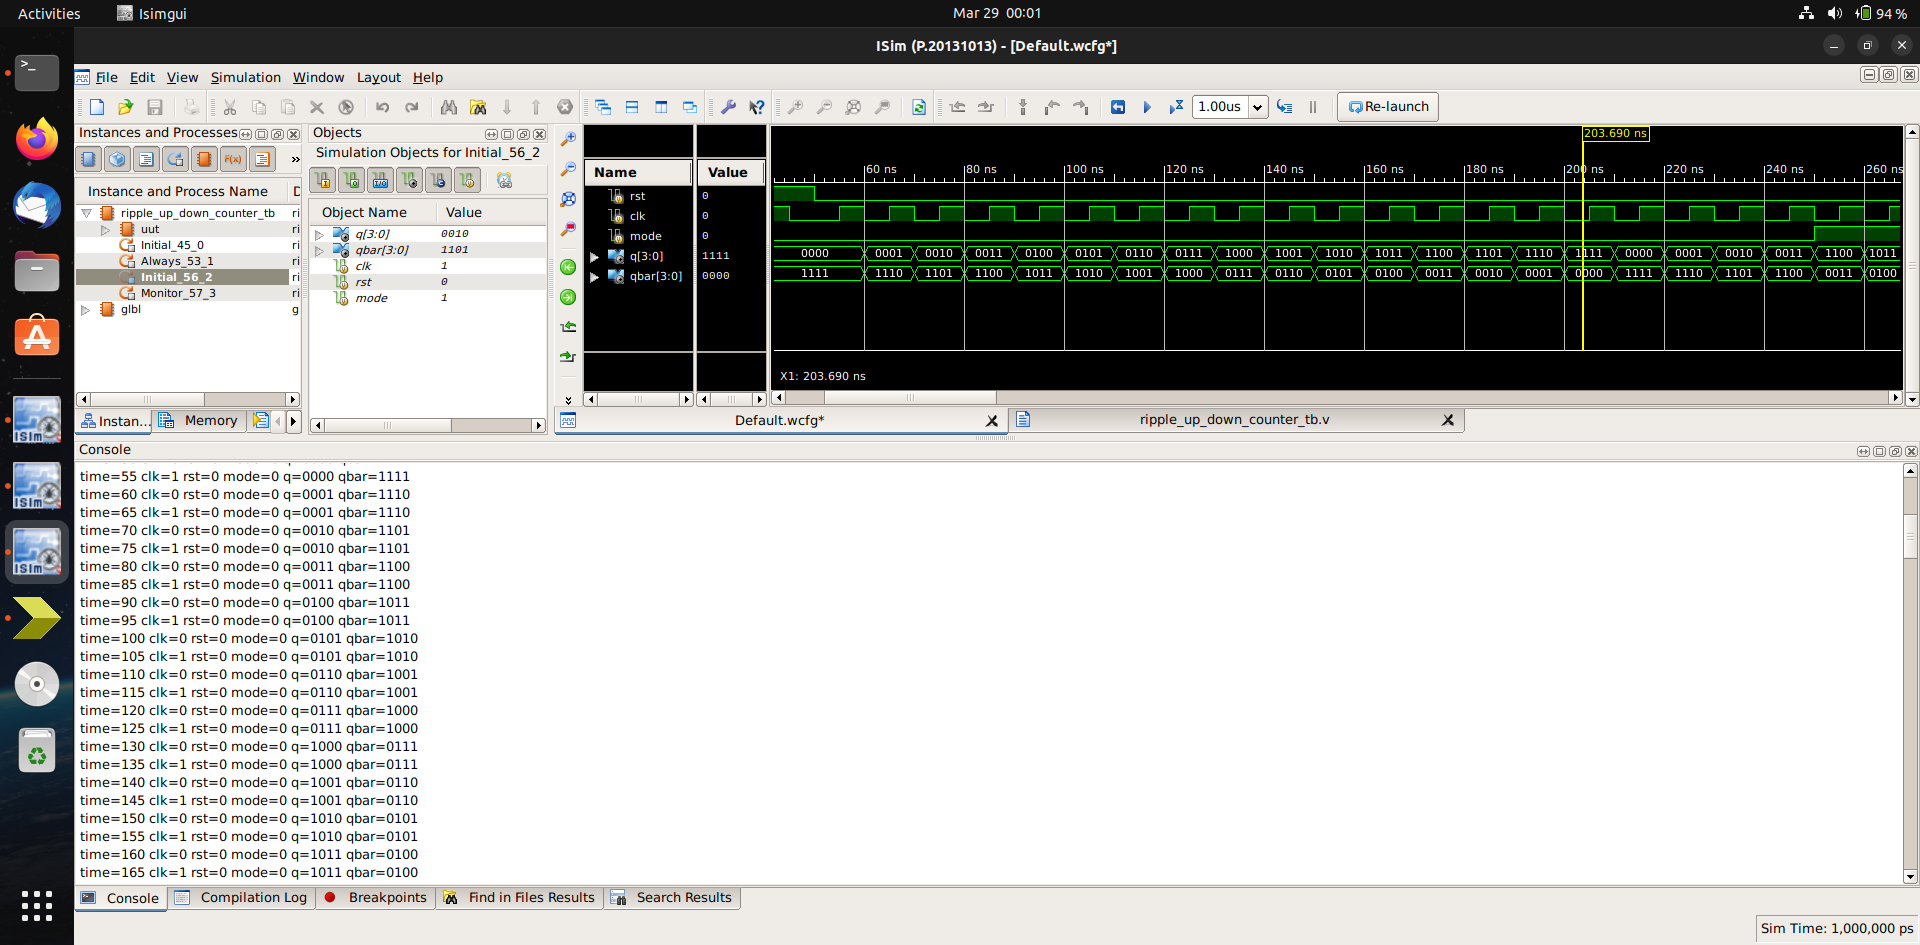 Activities Isimgui Mar 29 00:01 94 %
ISim (P.20131013) - [Default.wcfg*]
File Edit View Simulation Window Layout Help
1.00us Re-launch
Instances and Processes
Instance and Process Name D
ripple_up_down_counter_tb ri
uut ri
Initial_45_0 ri
Always_53_1 ri
Initial_56_2 ri
Monitor_57_3 ri
glbl g
Instan... Memory
Objects
Simulation Objects for Initial_56_2
Object Name Value
q[3:0] 0010
qbar[3:0] 1101
clk 1
rst 0
mode 1
203.690 ns
60 ns 80 ns 100 ns 120 ns 140 ns 160 ns 180 ns 200 ns 220 ns 240 ns 260 ns
Name Value
rst 0
clk 0
mode 0
q[3:0] 1111 0000 0001 0010 0011 0100 0101 0110 0111 1000 1001 1010 1011 1100 1101 1110 1111 0000 0001 0010 0011 1100 1011
qbar[3:0] 0000 1111 1110 1101 1100 1011 1010 1001 1000 0111 0110 0101 0100 0011 0010 0001 0000 1111 1110 1101 1100 0011 0100
X1: 203.690 ns
Default.wcfg* ripple_up_down_counter_tb.v
Console
time=55 clk=1 rst=0 mode=0 q=0000 qbar=1111
time=60 clk=0 rst=0 mode=0 q=0001 qbar=1110
time=65 clk=1 rst=0 mode=0 q=0001 qbar=1110
time=70 clk=0 rst=0 mode=0 q=0010 qbar=1101
time=75 clk=1 rst=0 mode=0 q=0010 qbar=1101
time=80 clk=0 rst=0 mode=0 q=0011 qbar=1100
time=85 clk=1 rst=0 mode=0 q=0011 qbar=1100
time=90 clk=0 rst=0 mode=0 q=0100 qbar=1011
time=95 clk=1 rst=0 mode=0 q=0100 qbar=1011
time=100 clk=0 rst=0 mode=0 q=0101 qbar=1010
time=105 clk=1 rst=0 mode=0 q=0101 qbar=1010
time=110 clk=0 rst=0 mode=0 q=0110 qbar=1001
time=115 clk=1 rst=0 mode=0 q=0110 qbar=1001
time=120 clk=0 rst=0 mode=0 q=0111 qbar=1000
time=125 clk=1 rst=0 mode=0 q=0111 qbar=1000
time=130 clk=0 rst=0 mode=0 q=1000 qbar=0111
time=135 clk=1 rst=0 mode=0 q=1000 qbar=0111
time=140 clk=0 rst=0 mode=0 q=1001 qbar=0110
time=145 clk=1 rst=0 mode=0 q=1001 qbar=0110
time=150 clk=0 rst=0 mode=0 q=1010 qbar=0101
time=155 clk=1 rst=0 mode=0 q=1010 qbar=0101
time=160 clk=0 rst=0 mode=0 q=1011 qbar=0100
time=165 clk=1 rst=0 mode=0 q=1011 qbar=0100
Console Compilation Log Breakpoints Find in Files Results Search Results
Sim Time: 1,000,000 ps